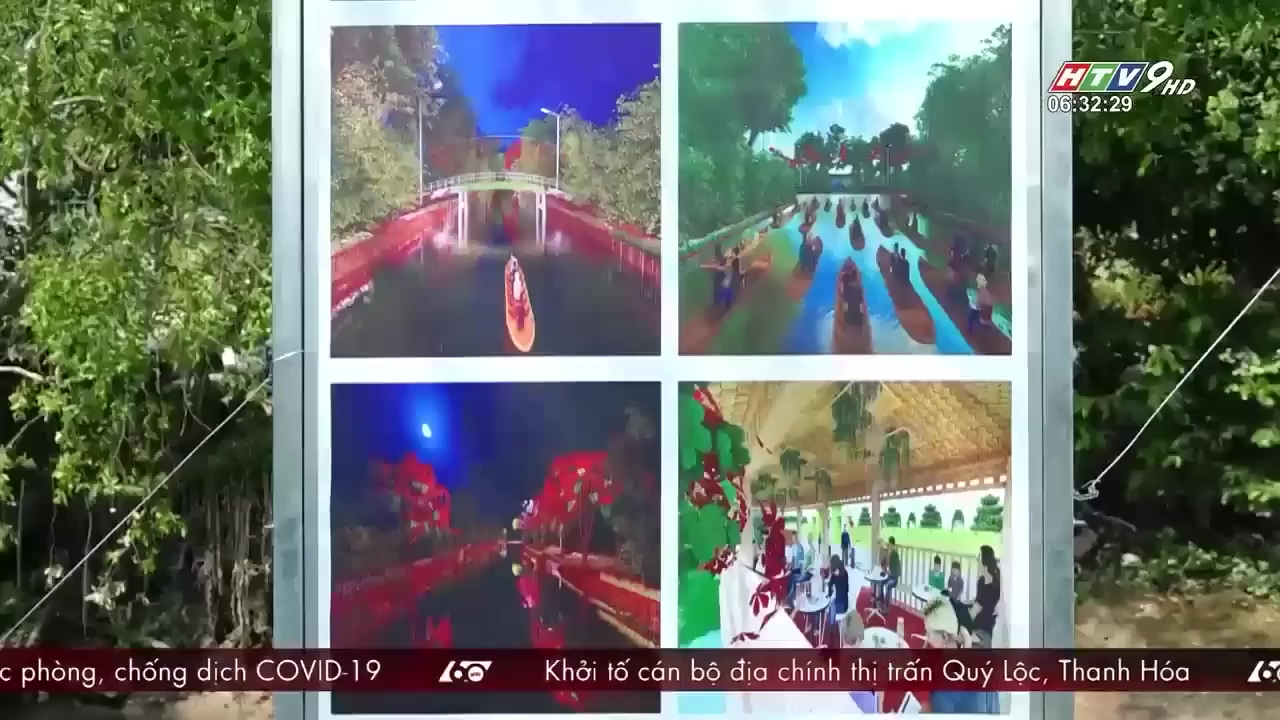 HTV9 HD
06:32:29
c phòng, chống dịch COVID-19 60 Khởi tố cán bộ địa chính thị trấn Quý Lộc, Thanh Hóa